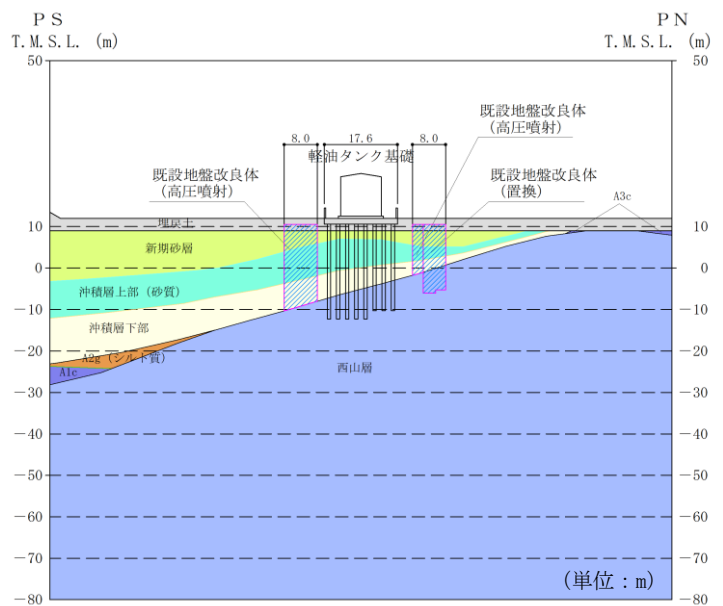 PS
PN
T.M.S.L. (m)
T.M.S.L. (m)
50
50
既設地盤改良体
(高圧噴射)
8.0
17.6
8.0
軽油タンク基礎
既設地盤改良体
(高圧噴射)
既設地盤改良体
(置換)
A3c
10
埋戻土
10
新期砂層
0
0
沖積層上部(砂質)
-10
-10
沖積層下部
-20
A2g(シルト質)
-20
A1c
西山層
-30
-30
-40
-40
-50
-50
-60
-60
-70
-70
-80
(単位:m)
-80